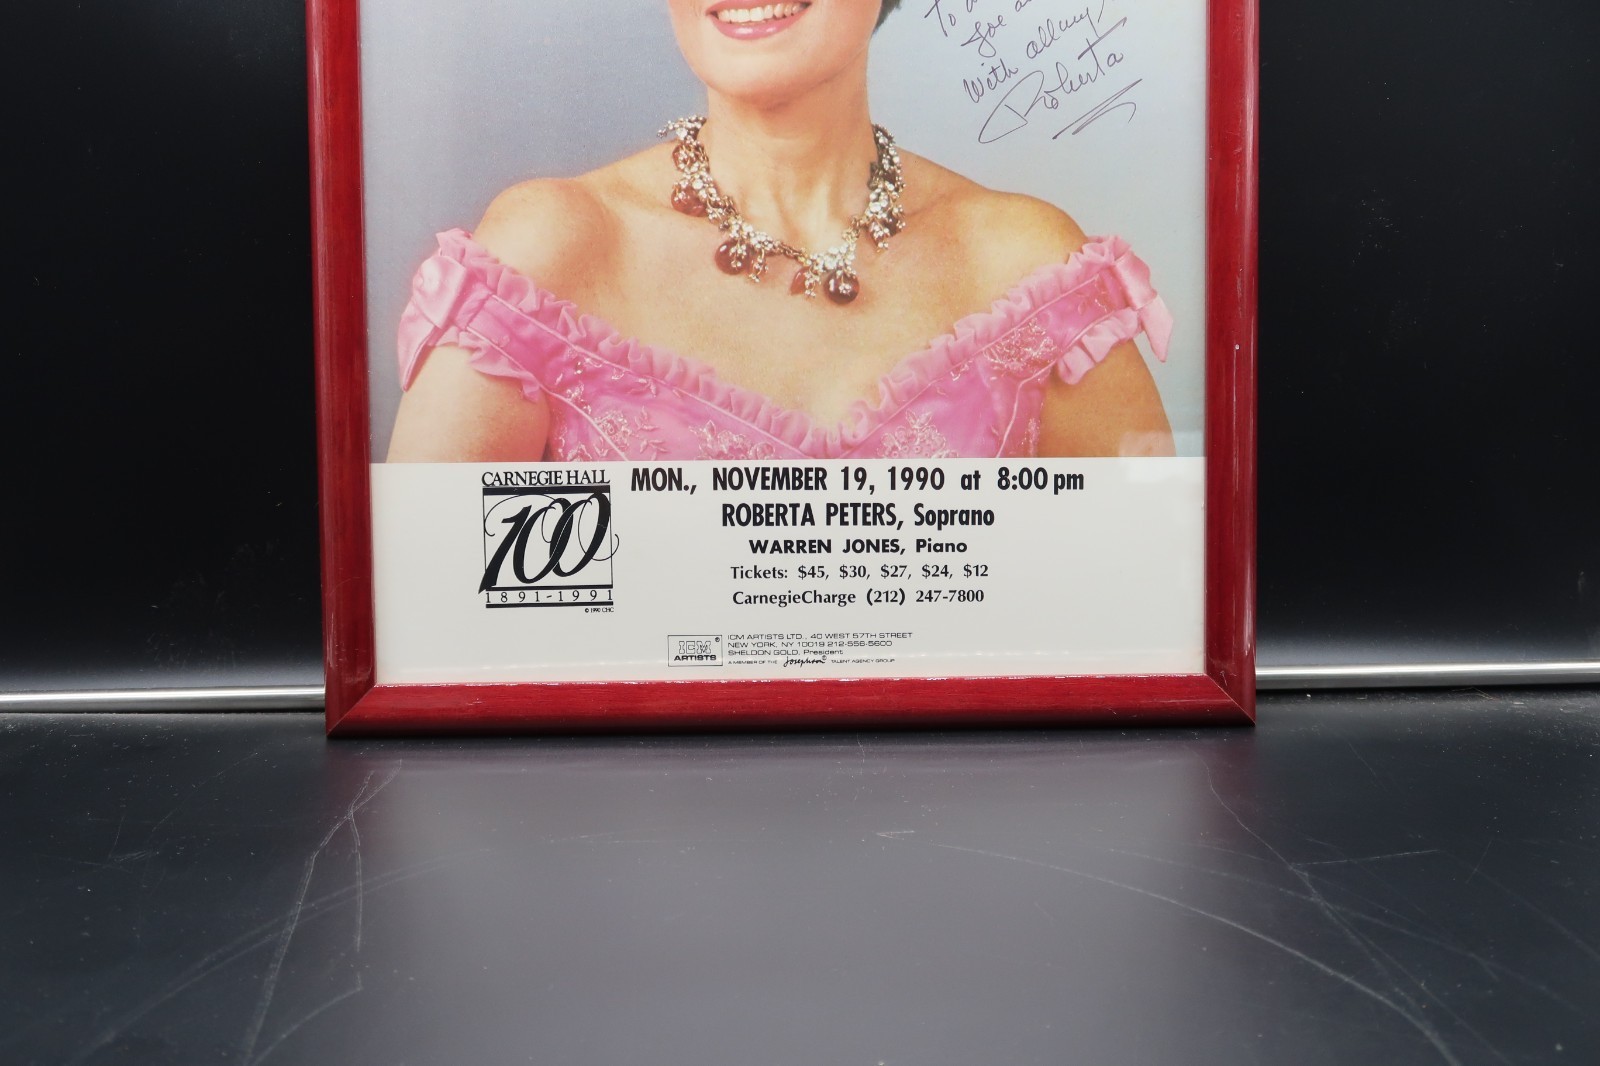 To
Joe
With all my
Roberta
CARNEGIE HALL
100
1891-1991
© 1990 CHC
MON., NOVEMBER 19, 1990 at 8:00 pm
ROBERTA PETERS, Soprano
WARREN JONES, Piano
Tickets: $45, $30, $27, $24, $12
CarnegieCharge (212) 247-7800
ICM ®
ARTISTS
ICM ARTISTS LTD., 40 WEST 57TH STREET
NEW YORK, NY 10019 212-556-5600
SHELDON GOLD, President
A MEMBER OF THE Josephson® TALENT AGENCY GROUP